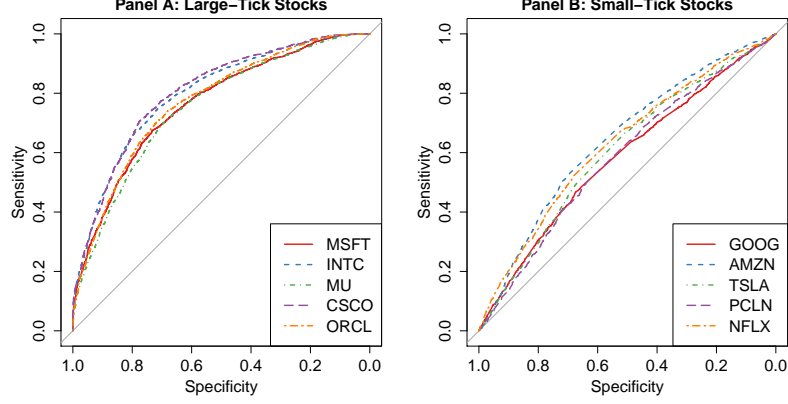 Panel A: Large-Tick Stocks
Sensitivity
1.0
0.8
0.6
0.4
0.2
0.0
MSFT
INTC
MU
CSCO
ORCL
1.0 0.8 0.6 0.4 0.2 0.0
Specificity
Panel B: Small-Tick Stocks
Sensitivity
1.0
0.8
0.6
0.4
0.2
0.0
GOOG
AMZN
TSLA
PCLN
NFLX
1.0 0.8 0.6 0.4 0.2 0.0
Specificity